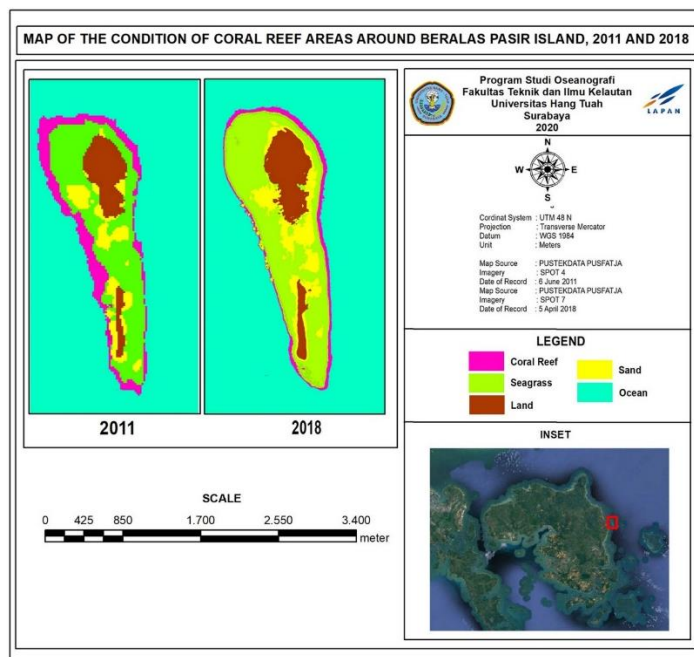 MAP OF THE CONDITION OF CORAL REEF AREAS AROUND BERALAS PASIR ISLAND, 2011 AND 2018
2011
2018
SCALE
0 425 850 1.700 2.550 3.400
meter
Program Studi Oseanografi
Fakultas Teknik dan Ilmu Kelautan
Universitas Hang Tuah
Surabaya
2020
LAPAN
N
W E
S
Cordinat System : UTM 48 N
Projection : Transverse Mercator
Datum : WGS 1984
Unit : Meters
Map Source : PUSTEKDATA PUSFATJA
Imagery : SPOT 4
Date of Record : 6 June 2011
Map Source : PUSTEKDATA PUSFATJA
Imagery : SPOT 7
Date of Record : 5 April 2018
LEGEND
Coral Reef
Seagrass
Land
Sand
Ocean
INSET